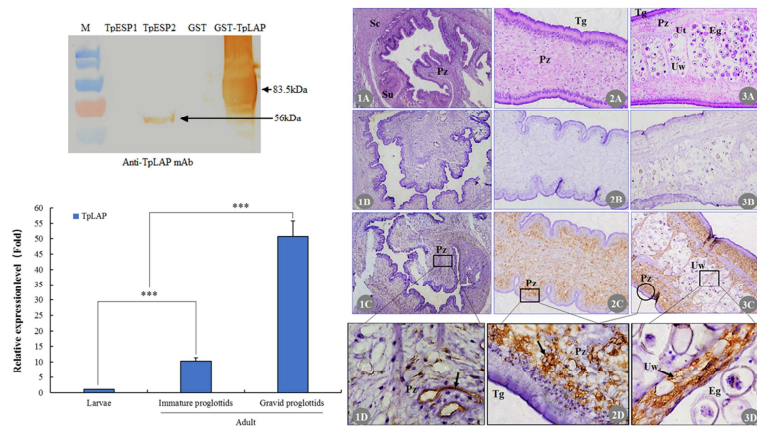 M TpESP1 TpESP2 GST GST-TpLAP
83.5kDa
56kDa
Anti-TpLAP mAb
Relative expressionlevel (Fold)
60
55
50
45
40
35
30
25
20
15
10
5
0
TpLAP
***
***
Larvae Immature proglottids Gravid proglottids
Adult
Sc
Pz
Su
1A
Tg
Pz
2A
Tg
Pz
Ut
Eg
Uw
3A
1B
2B
3B
Pz
1C
2C
Pz
Uw
3C
Pz
1D
Pz
Tg
2D
Uw
Eg
3D